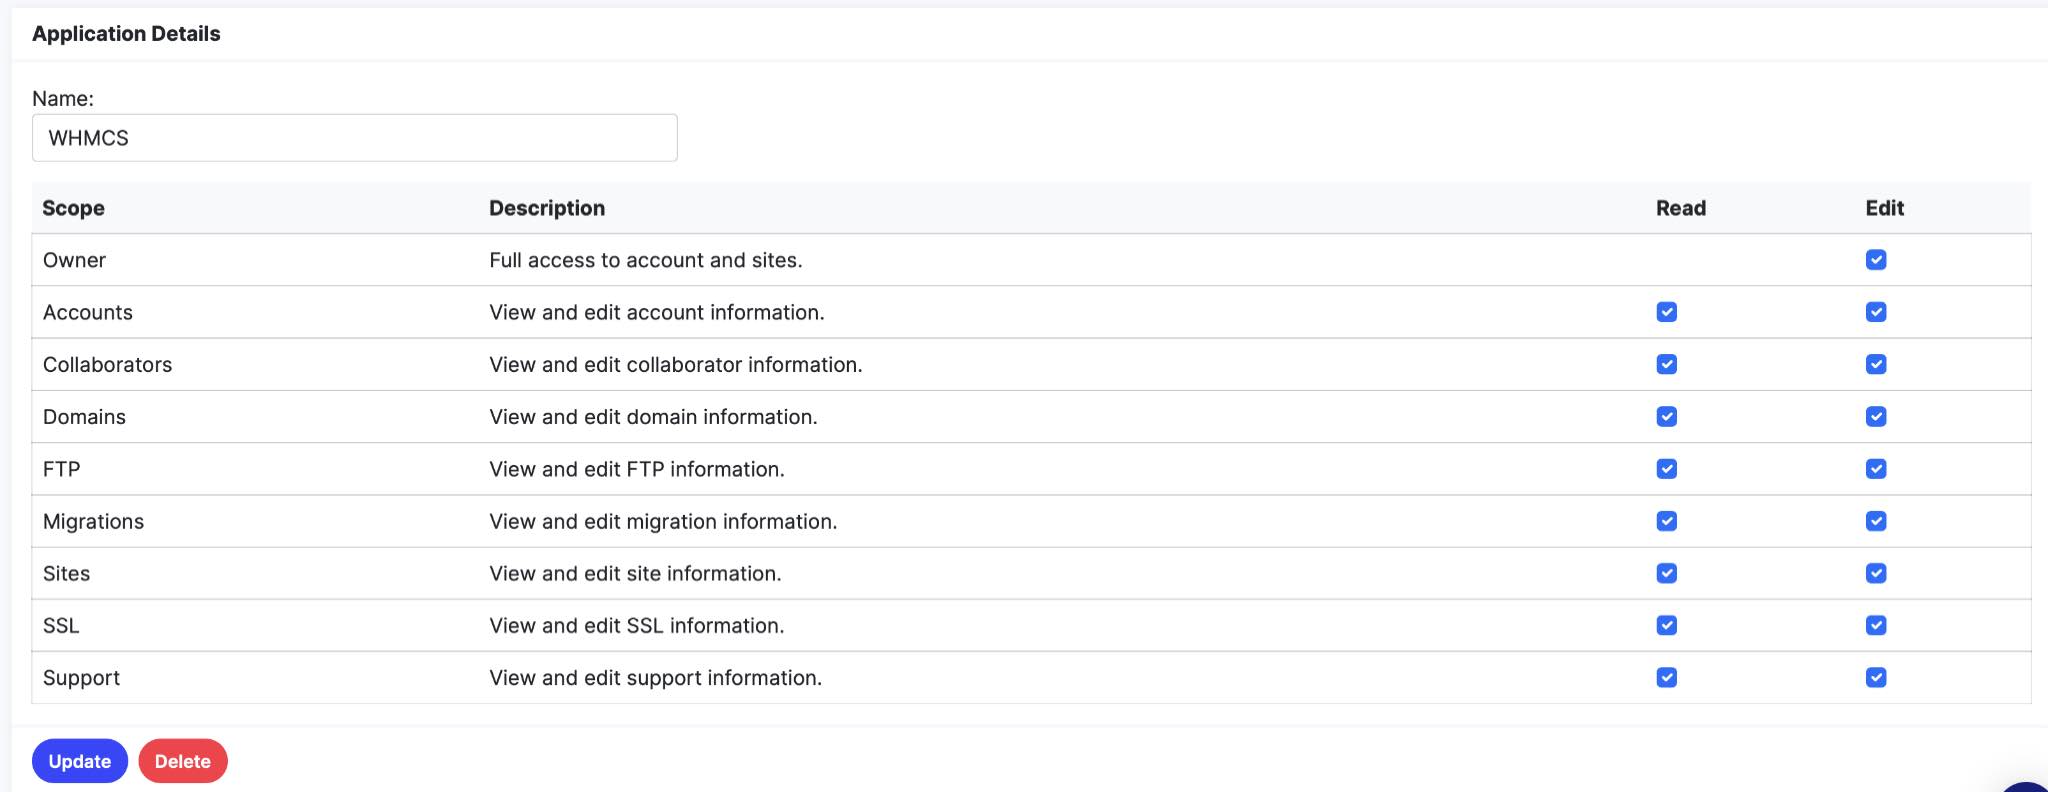 Application Details
Name:
WHMCS
Scope Description Read Edit
Owner Full access to account and sites.
Accounts View and edit account information.
Collaborators View and edit collaborator information.
Domains View and edit domain information.
FTP View and edit FTP information.
Migrations View and edit migration information.
Sites View and edit site information.
SSL View and edit SSL information.
Support View and edit support information.
Update Delete